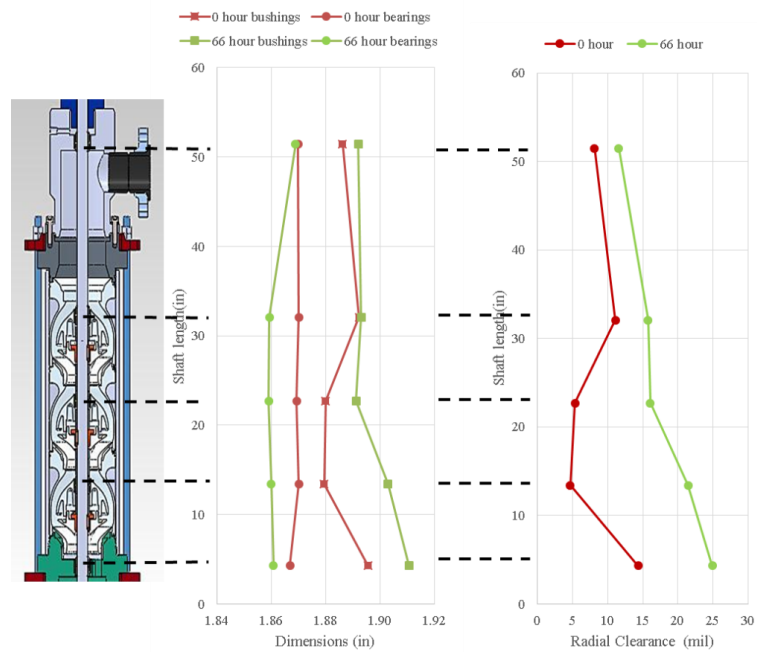 0 hour bushings
0 hour bearings
66 hour bushings
66 hour bearings
60
50
40
30
20
10
0
Shaft length(in)
1.84
1.86
1.88
1.90
1.92
Dimensions (in)
0 hour
66 hour
60
50
40
30
20
10
0
Shaft length(in)
0
5
10
15
20
25
30
Radial Clearance (mil)